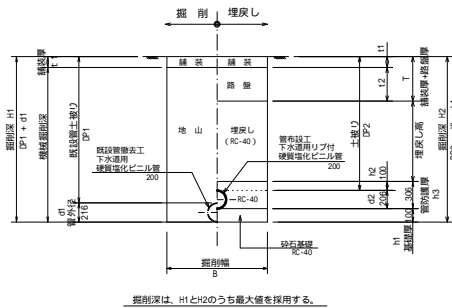 掘 削
埋戻し
舗 装
舗 装
路 盤
地 山
埋戻し
(RC-40)
既設管撤去工
下水道用
硬質塩化ビニル管
200
管布設工
下水道用リブ付
硬質塩化ビニル管
200
RC-40
RC-40
砕石基礎
RC-40
掘削幅
B
掘削深 H1
DP1 + d1
機械掘削深
舗装厚
t1
既設管土被り
DP1
d1
管外径
216
t1
t2
T
舗装厚+路盤厚
土被り
DP2
埋戻し高
掘削深 H2
h2
100
d2
206
306
管防護厚
h3
100
h1
基礎厚
掘削深は、H1とH2のうち最大値を採用する。